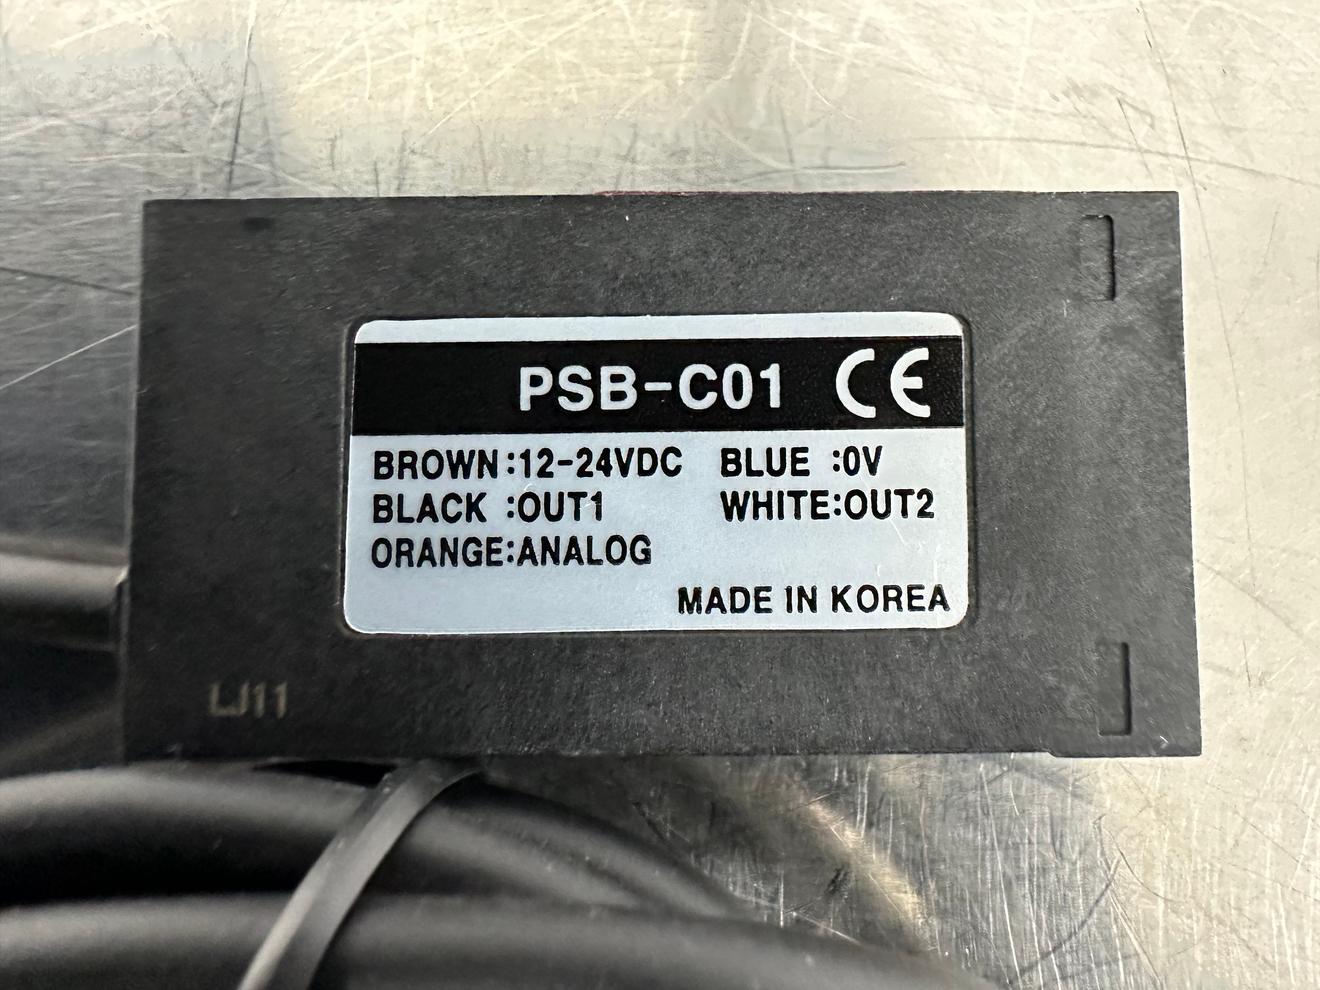 PSB-C01 CE
BROWN:12-24VDC BLUE :0V
BLACK :OUT1 WHITE:OUT2
ORANGE:ANALOG
MADE IN KOREA
LJ11